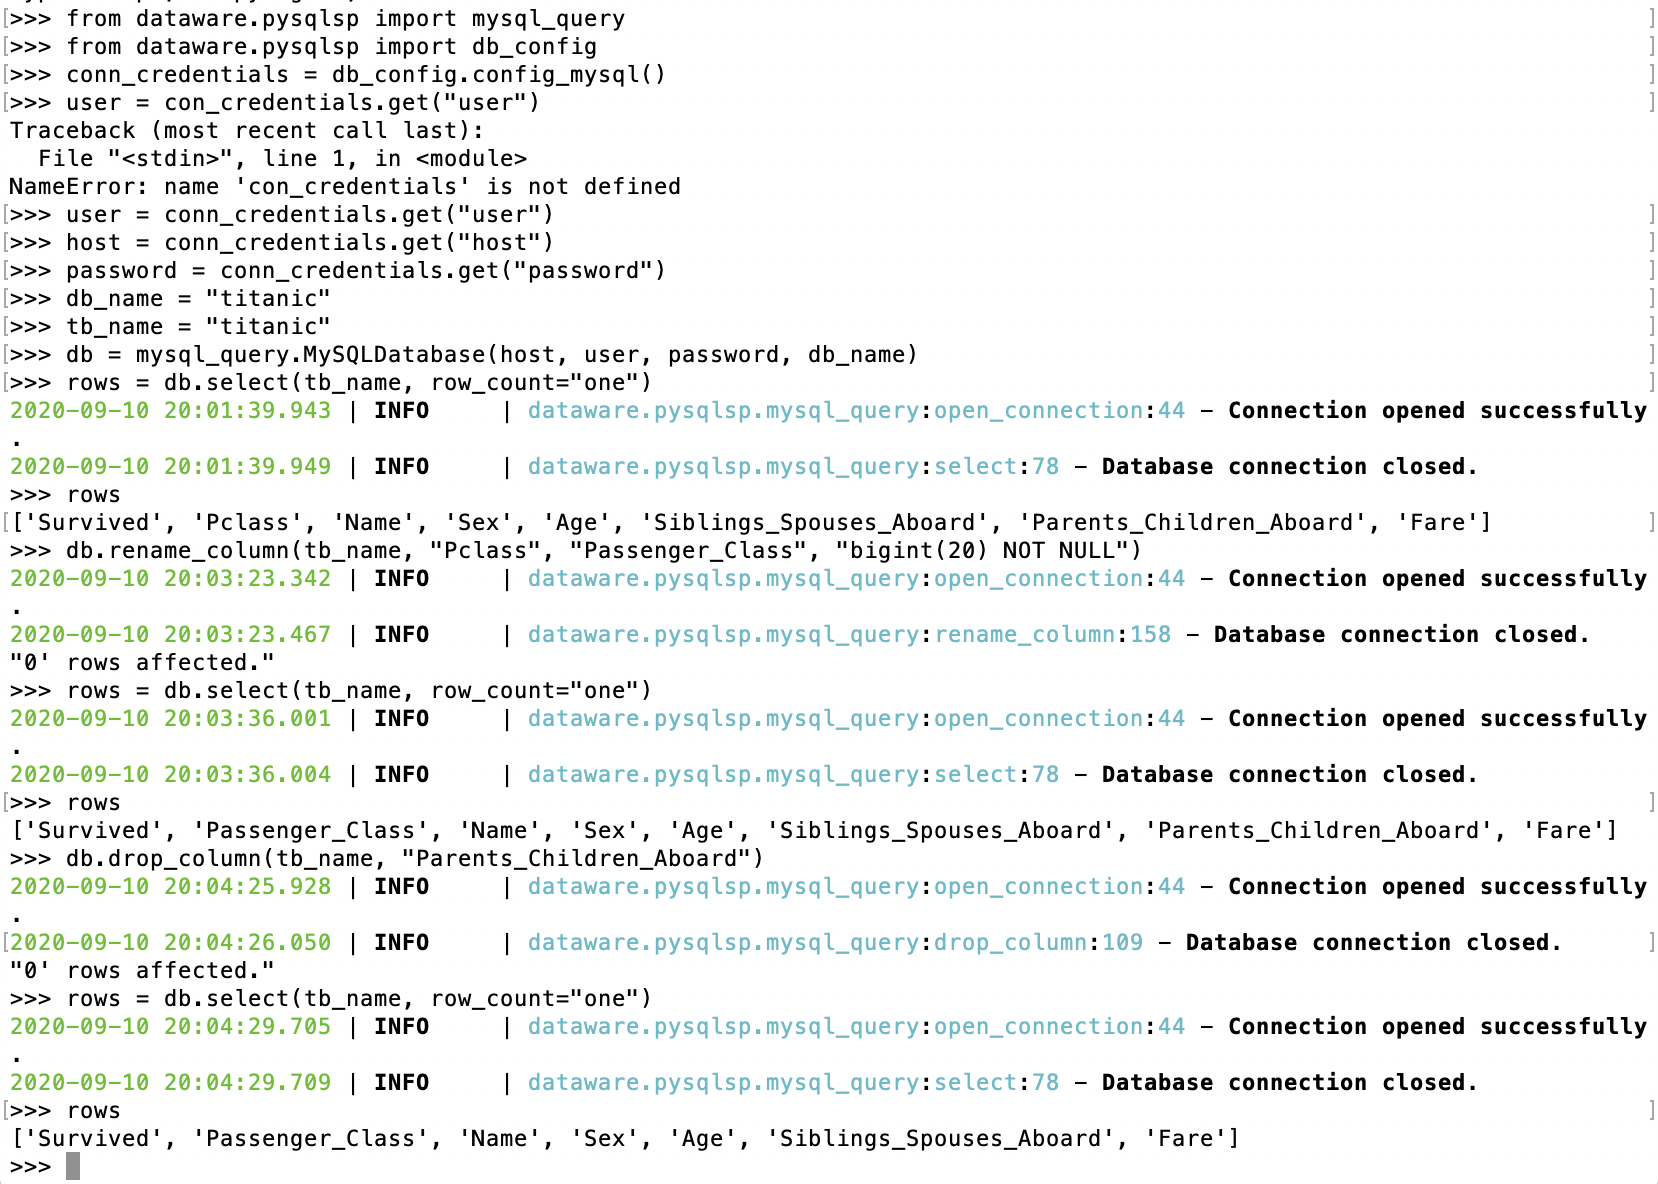 >>> from dataware.pysqlsp import mysql_query
>>> from dataware.pysqlsp import db_config
>>> conn_credentials = db_config.config_mysql()
>>> user = con_credentials.get("user")
Traceback (most recent call last):
  File "<stdin>", line 1, in <module>
NameError: name 'con_credentials' is not defined
>>> user = conn_credentials.get("user")
>>> host = conn_credentials.get("host")
>>> password = conn_credentials.get("password")
>>> db_name = "titanic"
>>> tb_name = "titanic"
>>> db = mysql_query.MySQLDatabase(host, user, password, db_name)
>>> rows = db.select(tb_name, row_count="one")
2020-09-10 20:01:39.943 | INFO     | dataware.pysqlsp.mysql_query:open_connection:44 - Connection opened successfully
.
2020-09-10 20:01:39.949 | INFO     | dataware.pysqlsp.mysql_query:select:78 - Database connection closed.
>>> rows
['Survived', 'Pclass', 'Name', 'Sex', 'Age', 'Siblings_Spouses_Aboard', 'Parents_Children_Aboard', 'Fare']
>>> db.rename_column(tb_name, "Pclass", "Passenger_Class", "bigint(20) NOT NULL")
2020-09-10 20:03:23.342 | INFO     | dataware.pysqlsp.mysql_query:open_connection:44 - Connection opened successfully
.
2020-09-10 20:03:23.467 | INFO     | dataware.pysqlsp.mysql_query:rename_column:158 - Database connection closed.
"0' rows affected."
>>> rows = db.select(tb_name, row_count="one")
2020-09-10 20:03:36.001 | INFO     | dataware.pysqlsp.mysql_query:open_connection:44 - Connection opened successfully
.
2020-09-10 20:03:36.004 | INFO     | dataware.pysqlsp.mysql_query:select:78 - Database connection closed.
>>> rows
['Survived', 'Passenger_Class', 'Name', 'Sex', 'Age', 'Siblings_Spouses_Aboard', 'Parents_Children_Aboard', 'Fare']
>>> db.drop_column(tb_name, "Parents_Children_Aboard")
2020-09-10 20:04:25.928 | INFO     | dataware.pysqlsp.mysql_query:open_connection:44 - Connection opened successfully
.
2020-09-10 20:04:26.050 | INFO     | dataware.pysqlsp.mysql_query:drop_column:109 - Database connection closed.
"0' rows affected."
>>> rows = db.select(tb_name, row_count="one")
2020-09-10 20:04:29.705 | INFO     | dataware.pysqlsp.mysql_query:open_connection:44 - Connection opened successfully
.
2020-09-10 20:04:29.709 | INFO     | dataware.pysqlsp.mysql_query:select:78 - Database connection closed.
>>> rows
['Survived', 'Passenger_Class', 'Name', 'Sex', 'Age', 'Siblings_Spouses_Aboard', 'Fare']
>>>